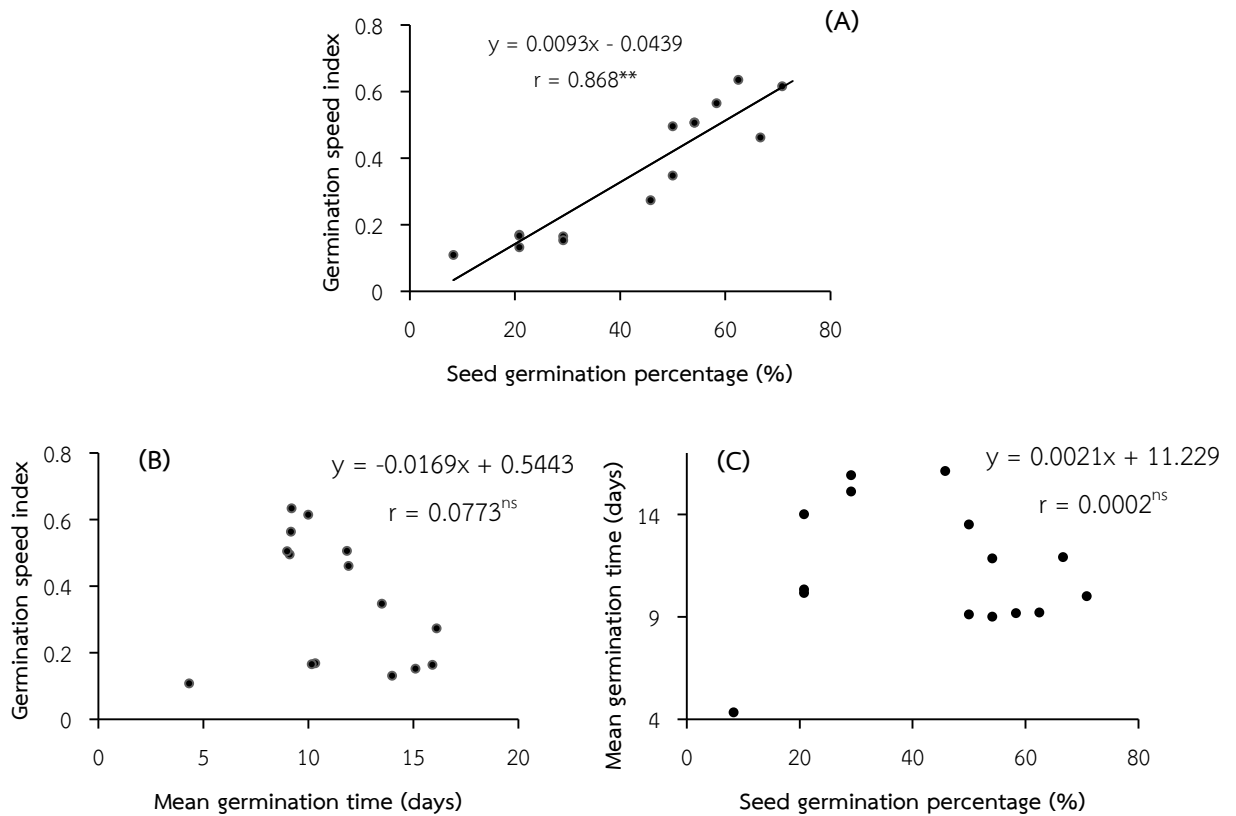 (A)
y = 0.0093x - 0.0439
r = 0.868**
Germination speed index
0.8
0.6
0.4
0.2
0
0 20 40 60 80
Seed germination percentage (%)
(B)
y = -0.0169x + 0.5443
r = 0.0773ns
Germination speed index
0.8
0.6
0.4
0.2
0
0 5 10 15 20
Mean germination time (days)
(C)
y = 0.0021x + 11.229
r = 0.0002ns
Mean germination time (days)
14
9
4
0 20 40 60 80
Seed germination percentage (%)